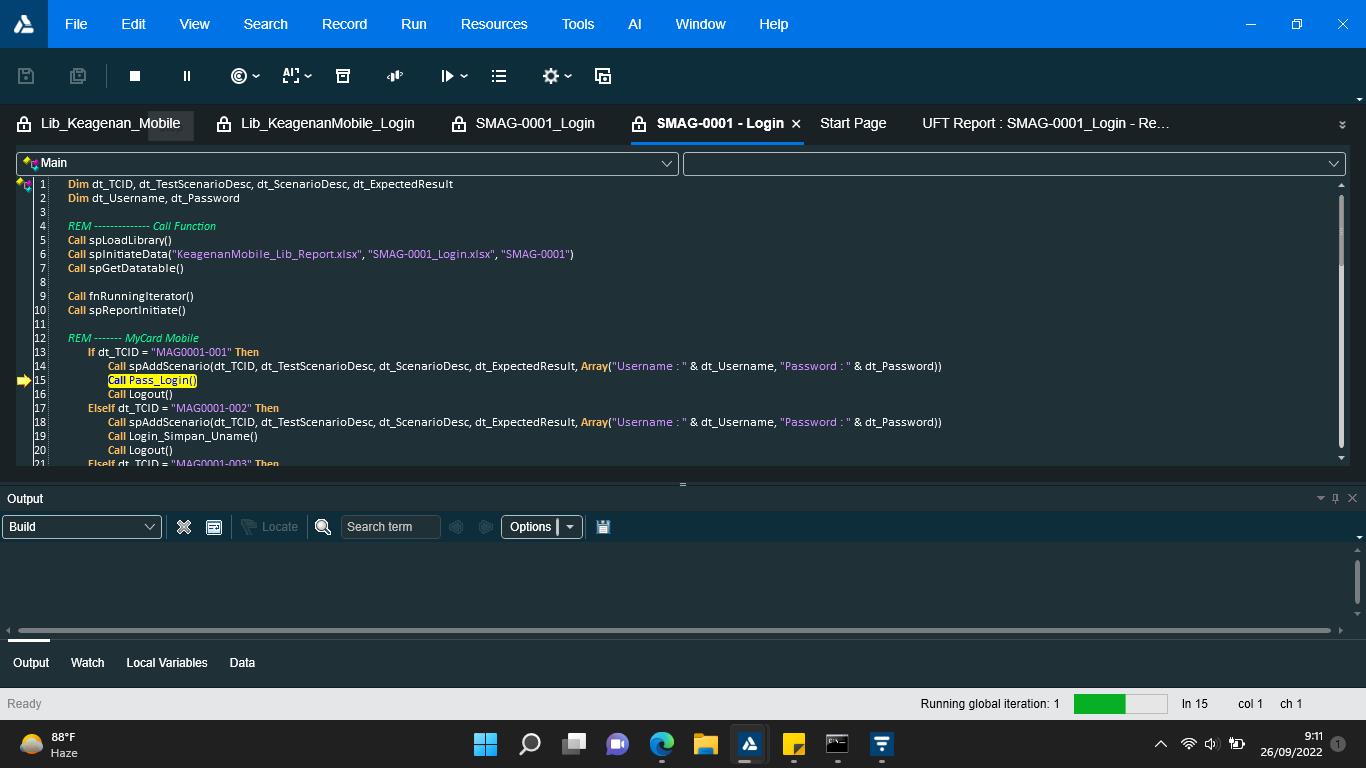 File Edit View Search Record Run Resources Tools AI Window Help
AI
Lib_Keagenan_Mobile Lib_KeagenanMobile_Login SMAG-0001_Login SMAG-0001 - Login × Start Page UFT Report : SMAG-0001_Login - Re...
Main
1 Dim dt_TCID, dt_TestScenarioDesc, dt_ScenarioDesc, dt_ExpectedResult
2 Dim dt_Username, dt_Password
3
4 REM -------------- Call Function
5 Call spLoadLibrary()
6 Call spInitiateData("KeagenanMobile_Lib_Report.xlsx", "SMAG-0001_Login.xlsx", "SMAG-0001")
7 Call spGetDatatable()
8
9 Call fnRunningIterator()
10 Call spReportInitiate()
11
12 REM ------- MyCard Mobile
13 If dt_TCID = "MAG0001-001" Then
14 Call spAddScenario(dt_TCID, dt_TestScenarioDesc, dt_ScenarioDesc, dt_ExpectedResult, Array("Username : " & dt_Username, "Password : " & dt_Password))
15 Call Pass_Login()
16 Call Logout()
17 ElseIf dt_TCID = "MAG0001-002" Then
18 Call spAddScenario(dt_TCID, dt_TestScenarioDesc, dt_ScenarioDesc, dt_ExpectedResult, Array("Username : " & dt_Username, "Password : " & dt_Password))
19 Call Login_Simpan_Uname()
20 Call Logout()
21 ElseIf dt_TCID = "MAG0001-003" Then
Output
Build Locate Search term Options
Output Watch Local Variables Data
Ready Running global iteration: 1 ln 15 col 1 ch 1
88°F
Haze
9:11
26/09/2022
1